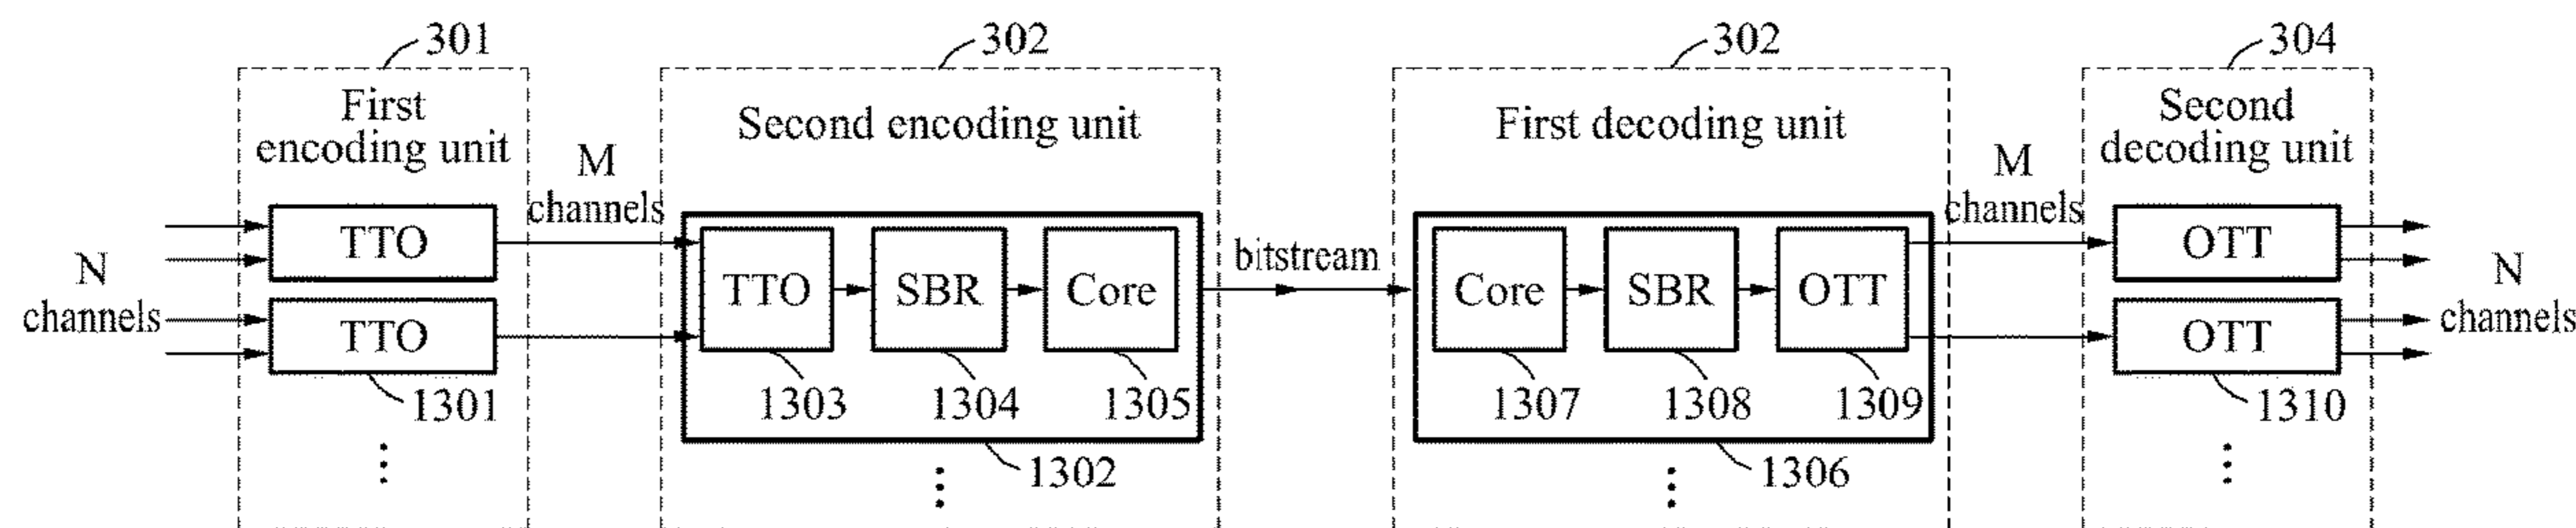 301
302
302
304
First
encoding unit
Second encoding unit
First decoding unit
Second
decoding unit
M
channels
M
channels
N
channels
TTO
TTO
TTO
SBR
Core
bitstream
Core
SBR
OTT
OTT
OTT
N
channels
1301
1303
1304
1305
1302
1307
1308
1309
1306
1310